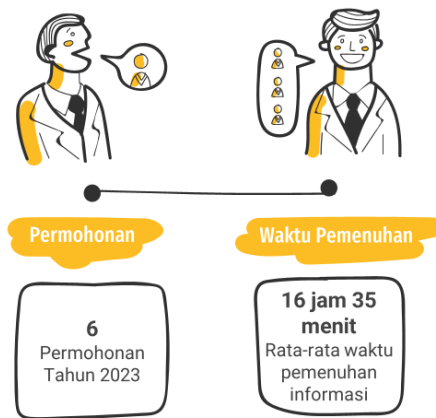 Permohonan
Waktu Pemenuhan
6
Permohonan
Tahun 2023
16 jam 35
menit
Rata-rata waktu
pemenuhan
informasi